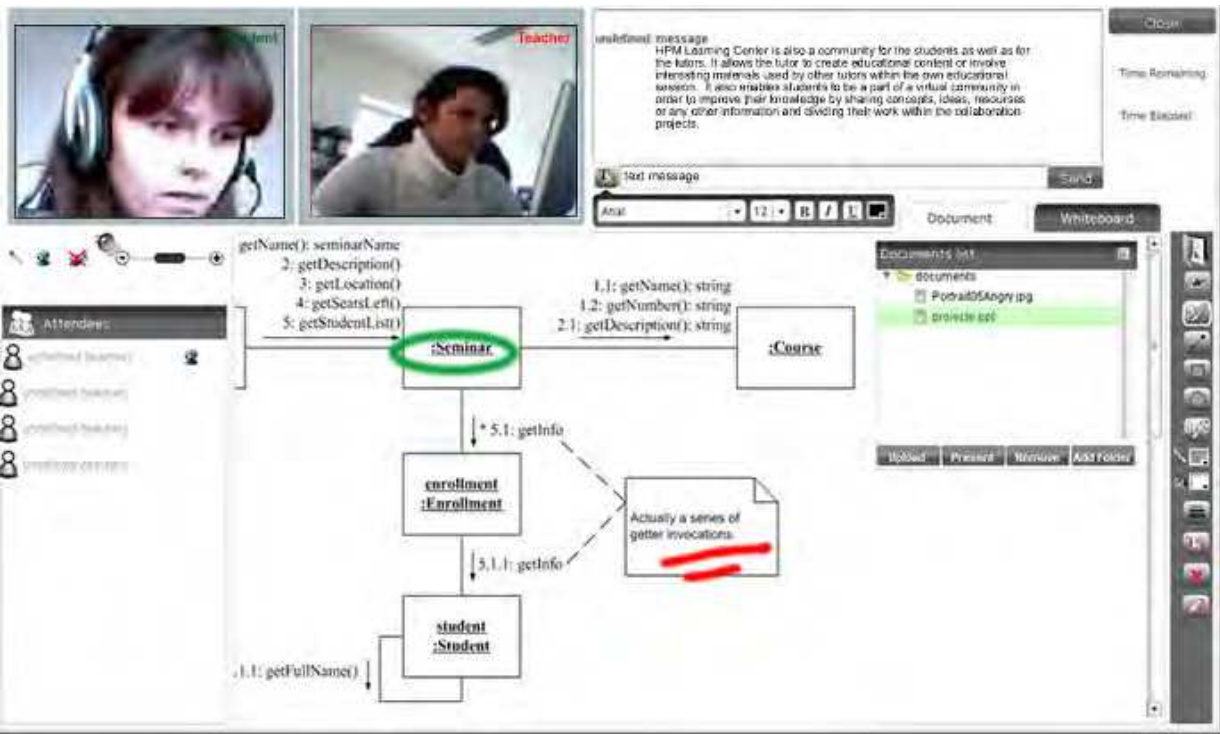 Student
Teacher
undefined: message
HPM Learning Center is also a community for the students as well as for
the tutors. It allows the tutor to create educational content or involve
interesting materials used by other tutors within the own educational
session. It also enables students to be a part of a virtual community in
order to improve their knowledge by sharing concepts, ideas, resourses
or any other information and dividing their work within the collaboration
projects.
Close
Time Remaining
Time Elapsed
text message
Send
Arial
12
B I U
Document
Whiteboard
getName(): seminarName
2: getDescription()
3: getLocation()
4: getSeatsLeft()
5: getStudentList()
1.1: getName(): string
1.2: getNumber(): string
2.1: getDescription(): string
:Seminar
:Course
Attendees
Documents list
documents
Portrait05Angry.jpg
Upload
Present
Remove
Add Folder
* 5.1: getInfo
enrollment
:Enrollment
Actually a series of
getter invocations.
5.1.1: getInfo
student
:Student
.1.1: getFullName()